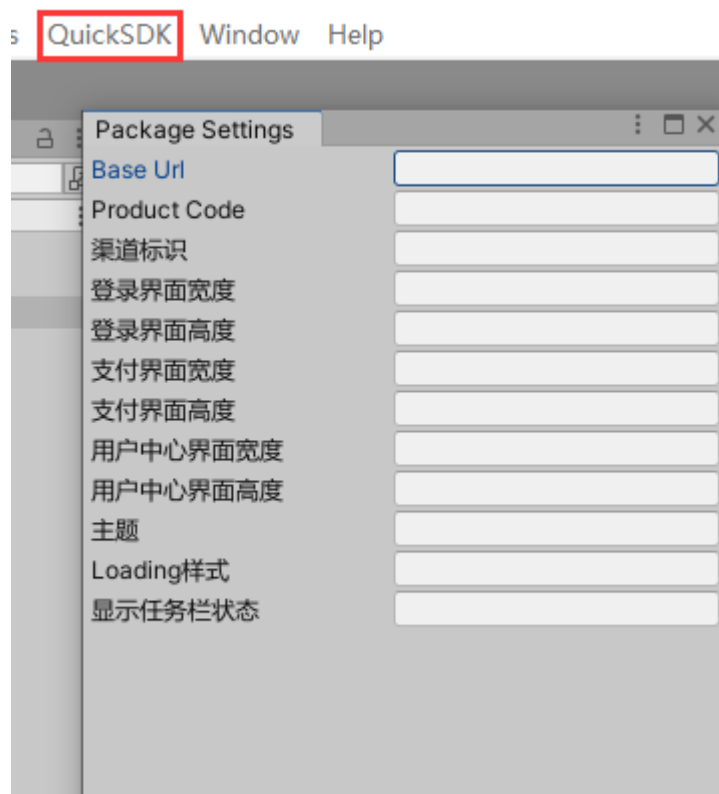 s QuickSDK Window Help
Package Settings
Base Url
Product Code
渠道标识
登录界面宽度
登录界面高度
支付界面宽度
支付界面高度
用户中心界面宽度
用户中心界面高度
主题
Loading样式
显示任务栏状态